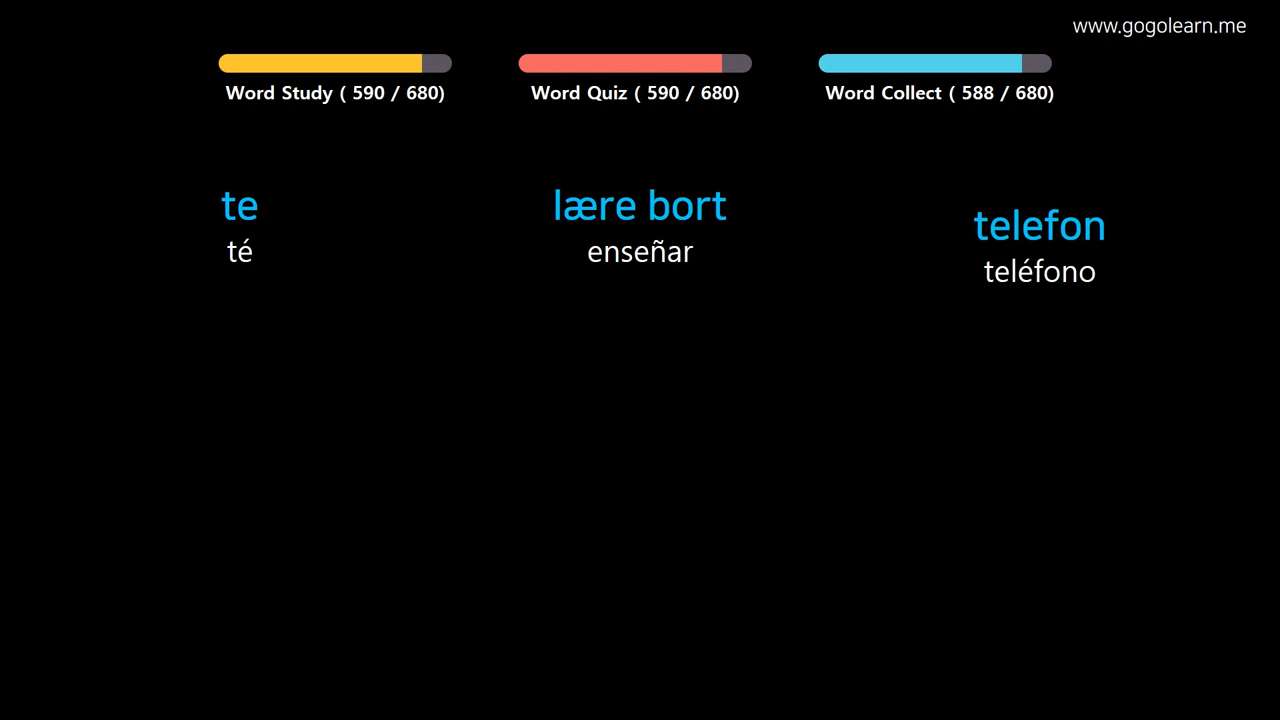 www.gogolearn.me
Word Study ( 590 / 680)
Word Quiz ( 590 / 680)
Word Collect ( 588 / 680)
te
té
lære bort
enseñar
telefon
teléfono